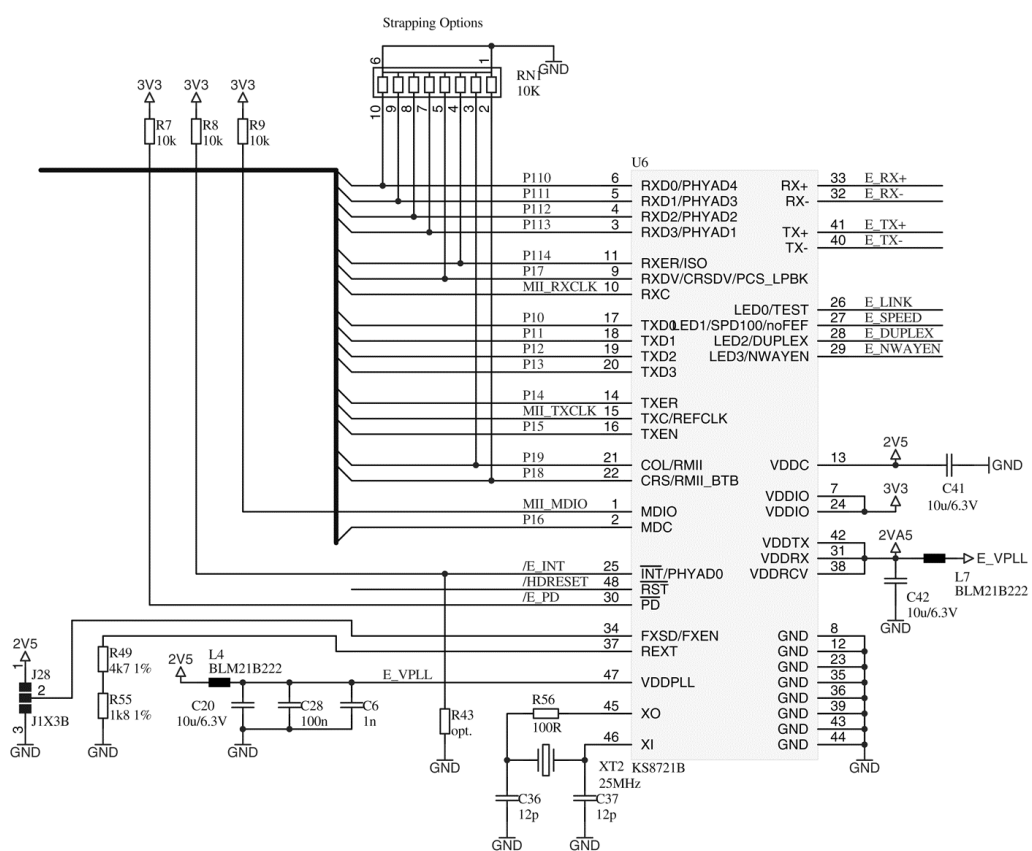 Strapping Options
6 1
GND
RN1
10K
10 9 8 7 5 4 3 2
3V3 3V3 3V3
R7 R8 R9
10k 10k 10k
U6
P110 6 RXD0/PHYAD4 RX+ 33 E_RX+
P111 5 RXD1/PHYAD3 RX- 32 E_RX-
P112 4 RXD2/PHYAD2
P113 3 RXD3/PHYAD1 TX+ 41 E_TX+
TX- 40 E_TX-
P114 11 RXER/ISO
P17 9 RXDV/CRSDV/PCS_LPBK
MII_RXCLK 10 RXC
LED0/TEST 26 E_LINK
P10 17 TXD0 LED1/SPD100/noFEF 27 E_SPEED
P11 18 TXD1 LED2/DUPLEX 28 E_DUPLEX
P12 19 TXD2 LED3/NWAYEN 29 E_NWAYEN
P13 20 TXD3
P14 14 TXER
MII_TXCLK 15 TXC/REFCLK
P15 16 TXEN
2V5
P19 21 COL/RMII VDDC 13 GND
P18 22 CRS/RMII_BTB
C41
10u/6.3V
VDDIO 7 3V3
MII_MDIO 1 MDIO VDDIO 24
P16 2 MDC
VDDTX 42 2VA5
VDDRX 31 E_VPLL
/E_INT 25 INT/PHYAD0 VDDRCV 38
L7
BLM21B222
/HDRESET 48 RST
/E_PD 30 PD
C42
10u/6.3V
GND
34 FXSD/FXEN GND 8
37 REXT GND 12
GND 23
E_VPLL 47 VDDPLL GND 35
GND 36
45 XO GND 39
GND 43
46 XI GND 44
GND
2V5
1
J28
2
J1X3B
3
GND
R49
4k7 1%
R55
1k8 1%
GND
2V5
L4
BLM21B222
C20
10u/6.3V
C28
100n
C6
1n
GND
R43
opt.
GND
R56
100R
XT2
25MHz
KS8721B
C36
12p
C37
12p
GND GND